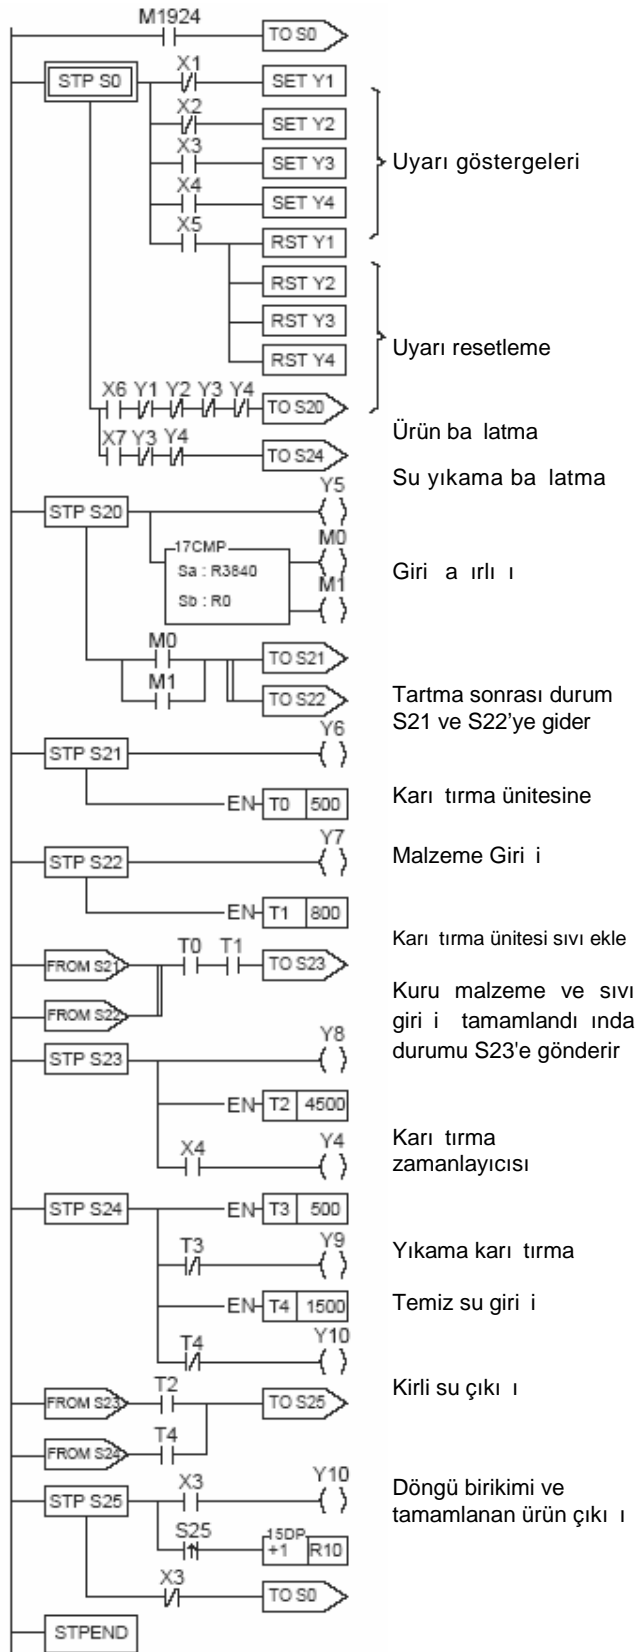 M1924
TO S0
STP S0
X1
SET Y1
X2
SET Y2
X3
SET Y3
X4
SET Y4
X5
RST Y1
RST Y2
RST Y3
RST Y4
Uyarı göstergeleri
Uyarı resetleme
X6 Y1 Y2 Y3 Y4
TO S20
Ürün ba latma
X7 Y3 Y4
TO S24
Su yıkama ba latma
STP S20
Y5
17CMP
Sa : R3840
Sb : R0
M0
M1
Giri a ırlı ı
M0
TO S21
M1
TO S22
Tartma sonrası durum
S21 ve S22'ye gider
STP S21
Y6
EN T0 500
Karı tırma ünitesine
STP S22
Y7
Malzeme Giri i
EN T1 800
Karı tırma ünitesi sıvı ekle
FROM S21
T0 T1
TO S23
FROM S22
Kuru malzeme ve sıvı
giri i tamamlandı ında
durumu S23'e gönderir
STP S23
Y8
EN T2 4500
X4
Y4
Karı tırma
zamanlayıcısı
STP S24
EN T3 500
T3
Y9
Yıkama karı tırma
EN T4 1500
Temiz su giri i
T4
Y10
FROM S23
T2
TO S25
Kirli su çıkı ı
FROM S24
T4
STP S25
X3
Y10
Döngü birikimi ve
tamamlanan ürün çıkı ı
S25
15DP
+1 R10
X3
TO S0
STPEND